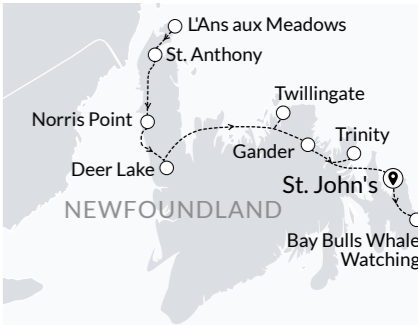 L'Ans aux Meadows
St. Anthony
Twillingate
Norris Point
Trinity
Gander
Deer Lake
St. John's
NEWFOUNDLAND
Bay Bulls Whale
Watching